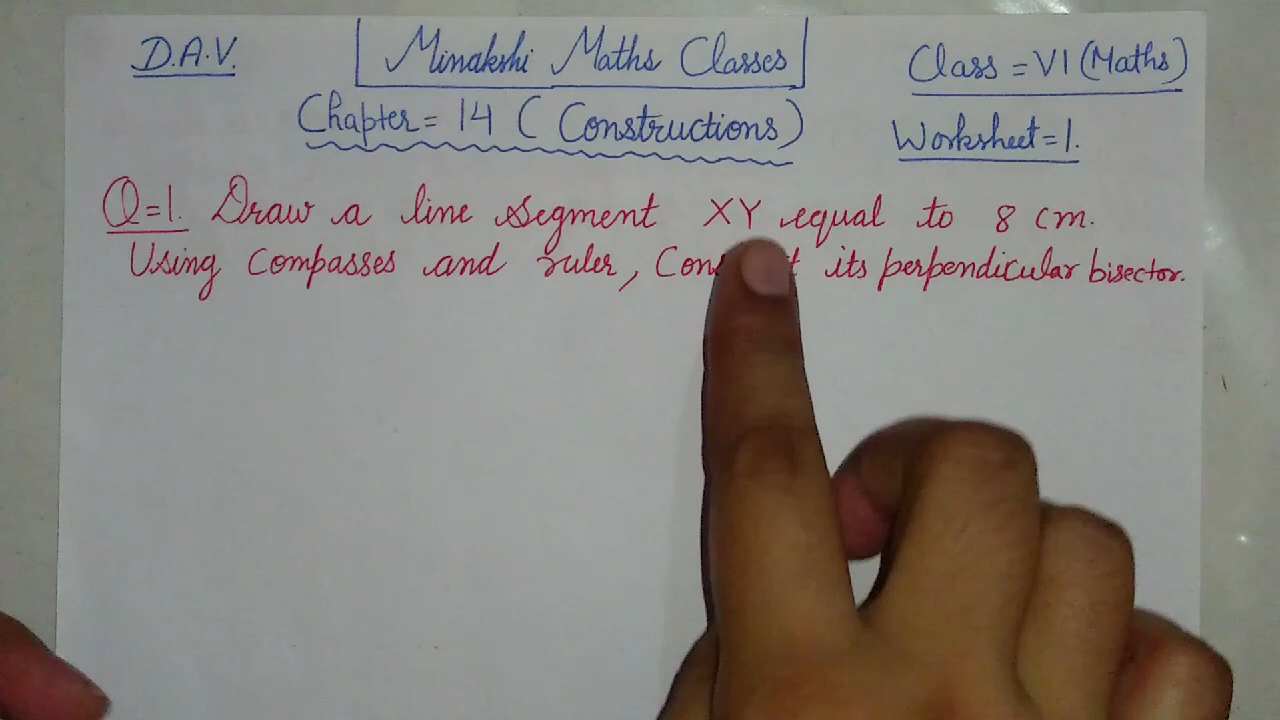 D.A.V.
Minakshi Maths Classes
Class = VI (Maths)
Chapter = 14 ( Constructions )
Worksheet = 1.
Q=1. Draw a line segment XY equal to 8 cm.
Using compasses and ruler, its perpendicular bisector.